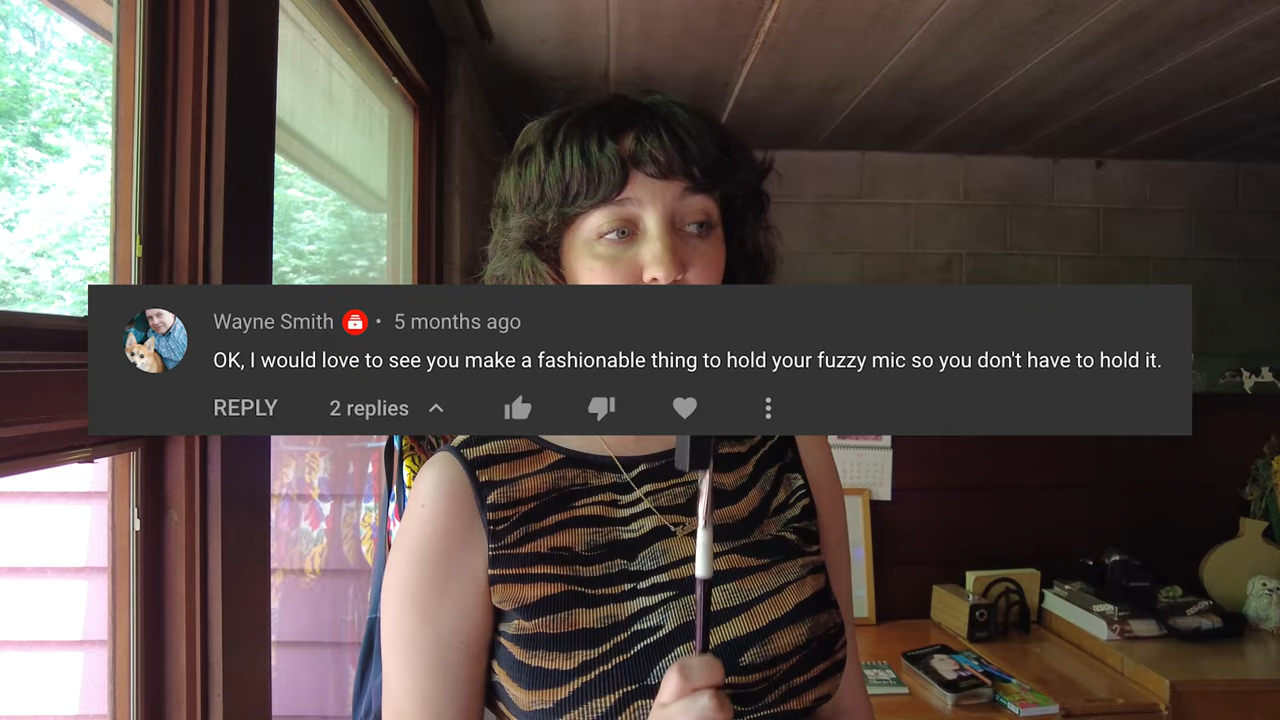 Wayne Smith • 5 months ago
OK, I would love to see you make a fashionable thing to hold your fuzzy mic so you don't have to hold it.
REPLY 2 replies
DESIGN